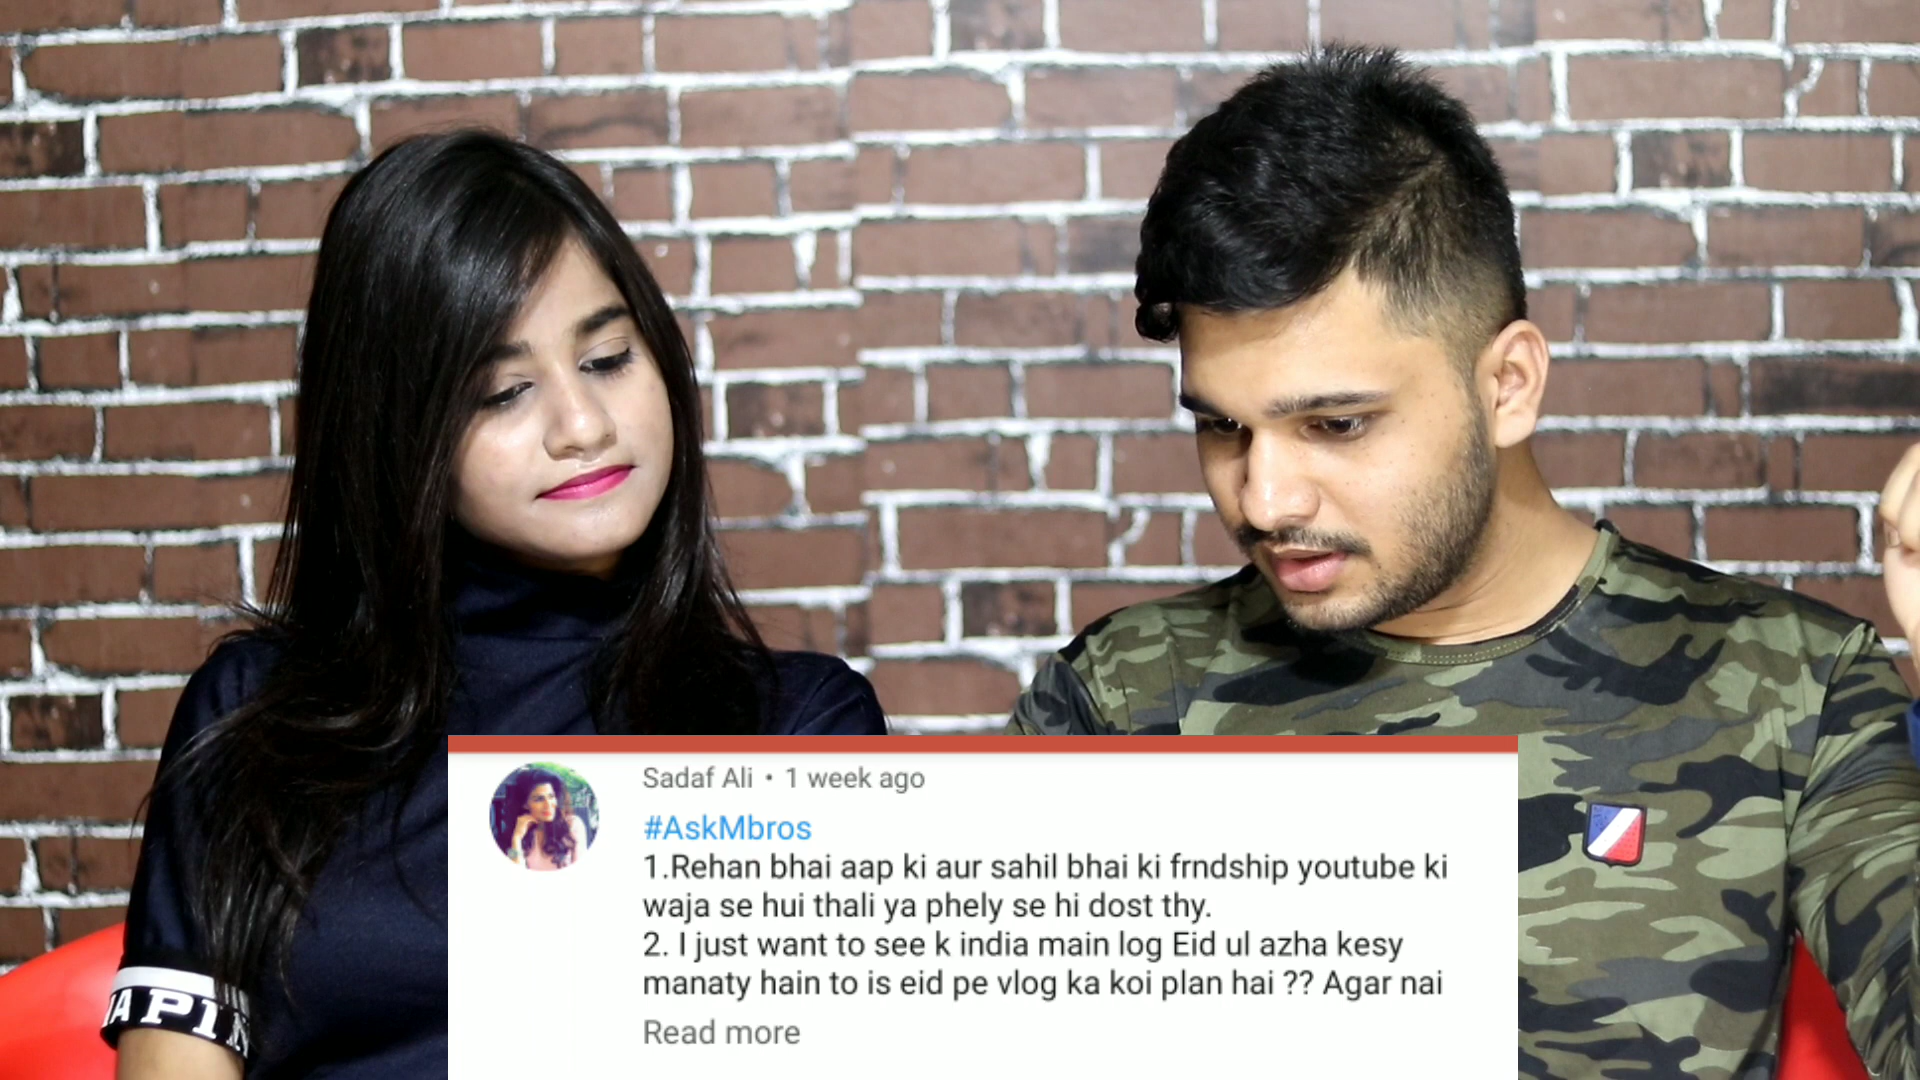 Sadaf Ali • 1 week ago
#AskMbros
1.Rehan bhai aap ki aur sahil bhai ki frndship youtube ki
waja se hui thali ya phely se hi dost thy.
2. I just want to see k india main log Eid ul azha kesy
manaty hain to is eid pe vlog ka koi plan hai ?? Agar nai
Read more